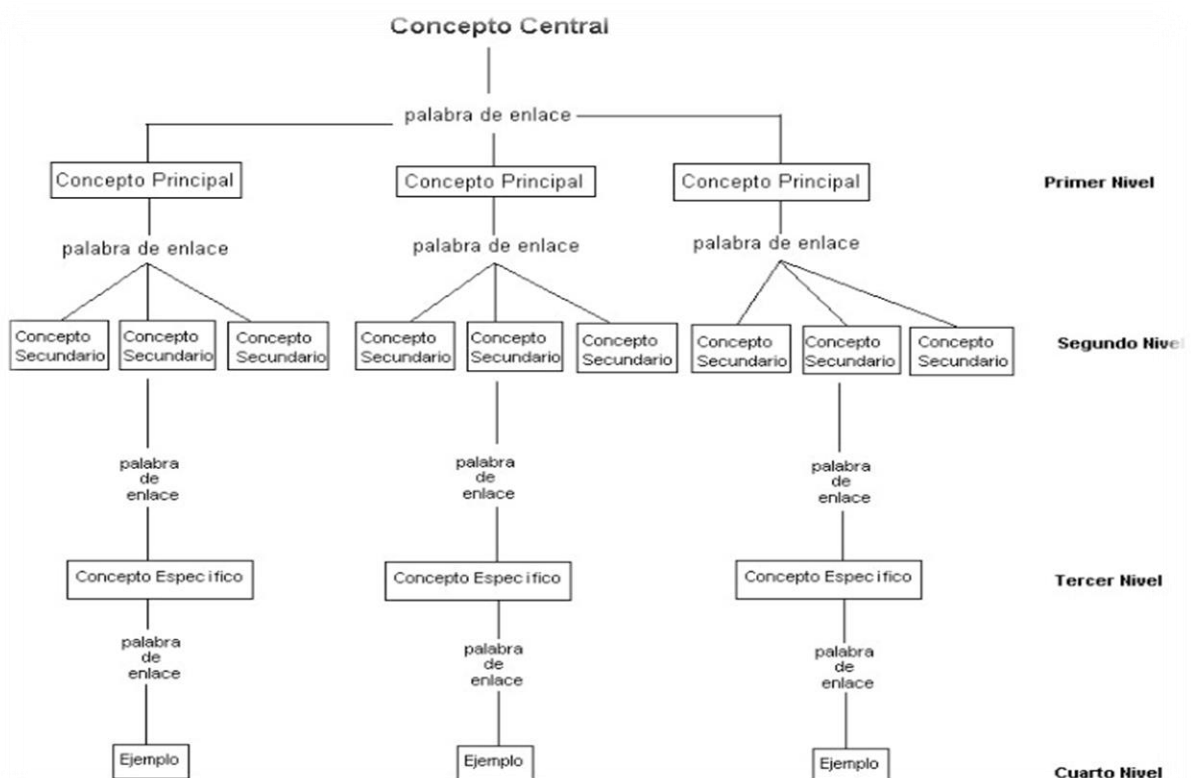 Concepto Central
palabra de enlace
Concepto Principal
Concepto Principal
Concepto Principal
Primer Nivel
palabra de enlace
palabra de enlace
palabra de enlace
Concepto
Secundario
Concepto
Secundario
Concepto
Secundario
Concepto
Secundario
Concepto
Secundario
Concepto
Secundario
Concepto
Secundario
Concepto
Secundario
Concepto
Secundario
Segundo Nivel
palabra
de
enlace
palabra
de
enlace
palabra
de
enlace
Concepto Especifico
Concepto Especifico
Concepto Especifico
Tercer Nivel
palabra
de
enlace
palabra
de
enlace
palabra
de
enlace
Ejemplo
Ejemplo
Ejemplo
Cuarto Nivel